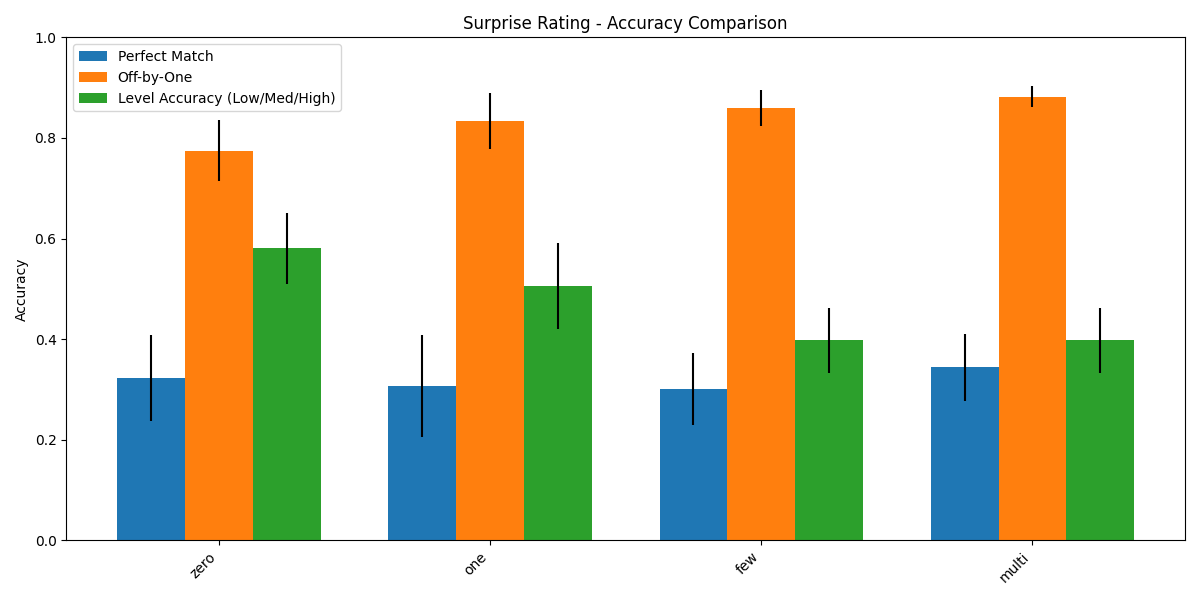 Surprise Rating - Accuracy Comparison
1.0
0.8
0.6
0.4
0.2
0.0
Accuracy
Perfect Match
Off-by-One
Level Accuracy (Low/Med/High)
zero
one
few
multi